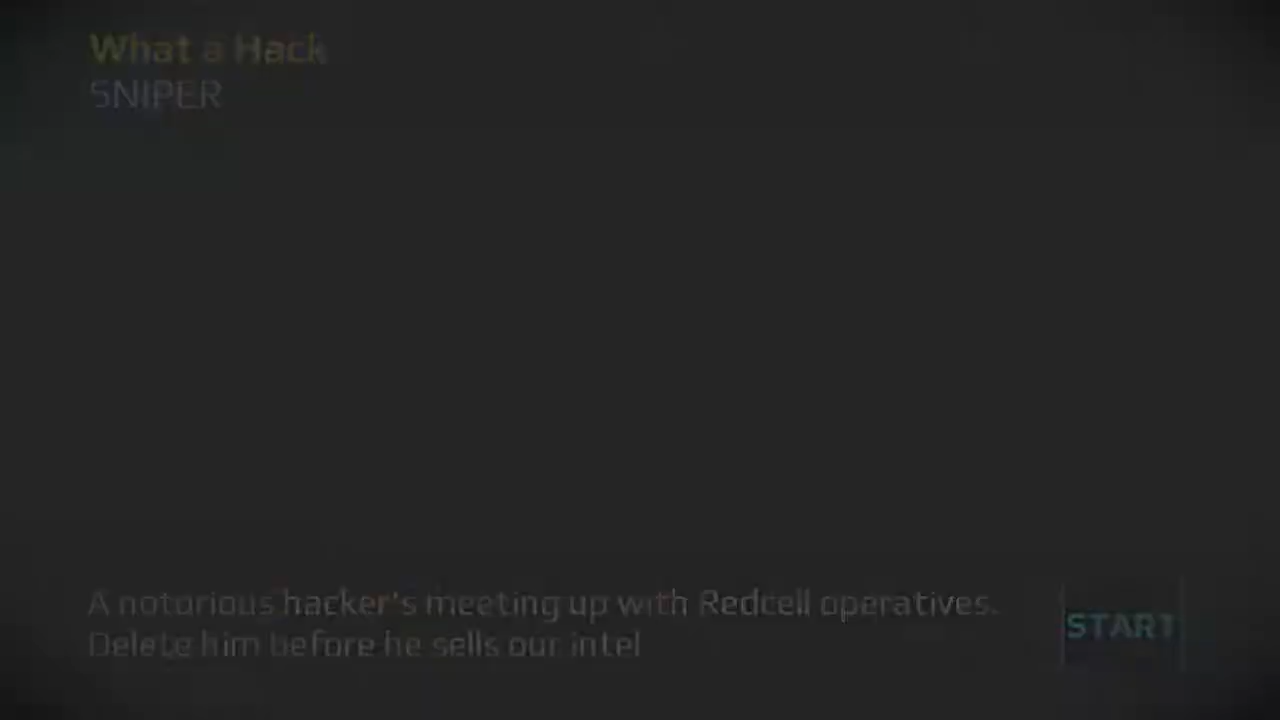 What a Hack
SNIPER
A notorious hacker's meeting up with Redcell operatives.
Delete him before he sells our intel
START